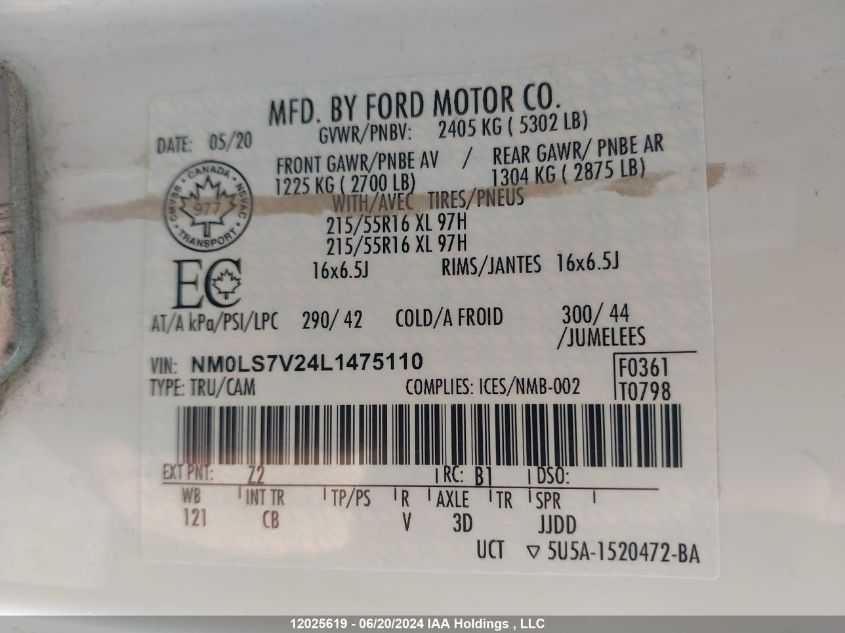 MFD. BY FORD MOTOR CO.
DATE: 05/20
GVWR/PNBV: 2405 KG ( 5302 LB)
FRONT GAWR/PNBE AV / REAR GAWR/ PNBE AR
1225 KG ( 2700 LB) 1304 KG ( 2875 LB)
WITH/AVEC TIRES/PNEUS
215/55R16 XL 97H
215/55R16 XL 97H
16x6.5J RIMS/JANTES 16x6.5J
CANADA
CMVSS NSVAC
977
TRANSPORT
EC
AT/A kPa/PSI/LPC 290/ 42 COLD/A FROID 300/ 44
/JUMELEES
VIN: NM0LS7V24L1475110 F0361
TYPE: TRU/CAM COMPLIES: ICES/NMB-002 T0798
EXT PNT: Z2 RC: B1 DSO:
WB INT TR TP/PS R AXLE TR SPR
121 CB V 3D JJDD
UCT ▽ 5U5A-1520472-BA
12025619 - 06/20/2024 IAA Holdings , LLC